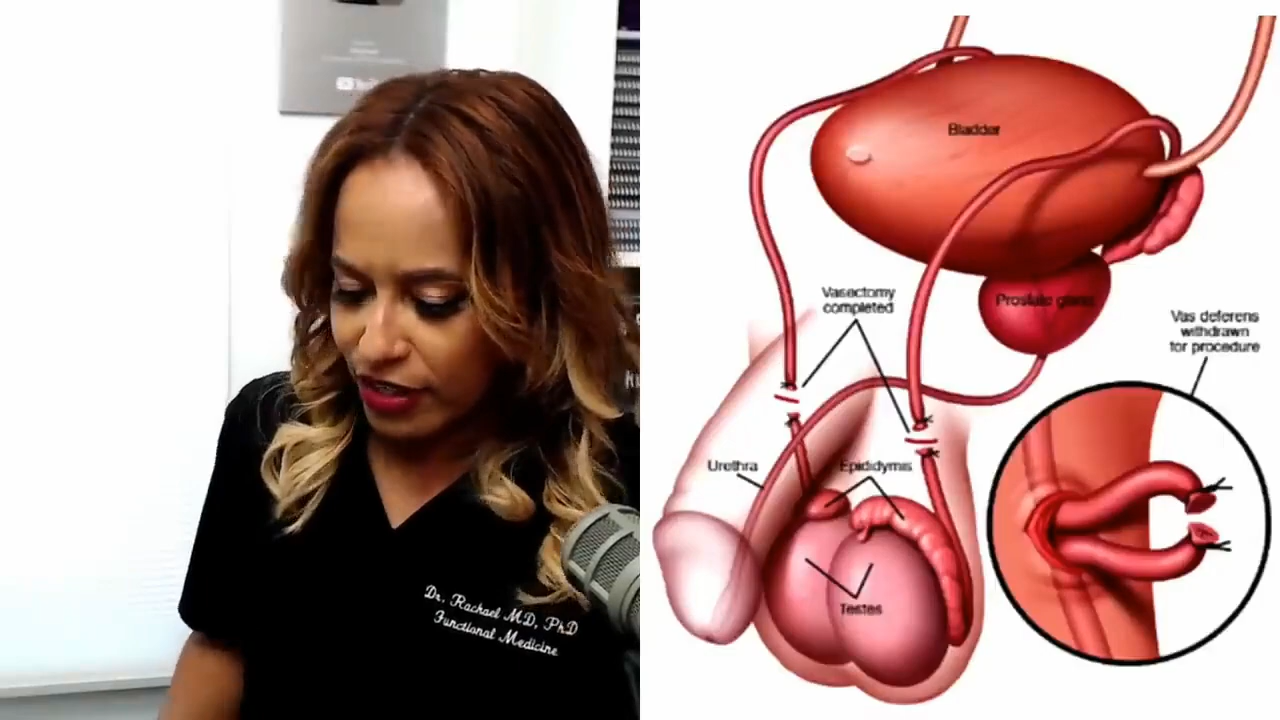 Dr. Rachael MD, PhD
Functional Medicine
Bladder
Prostate gland
Vasectomy
completed
Vas deferens
withdrawn
for procedure
Urethra
Epididymis
Testes